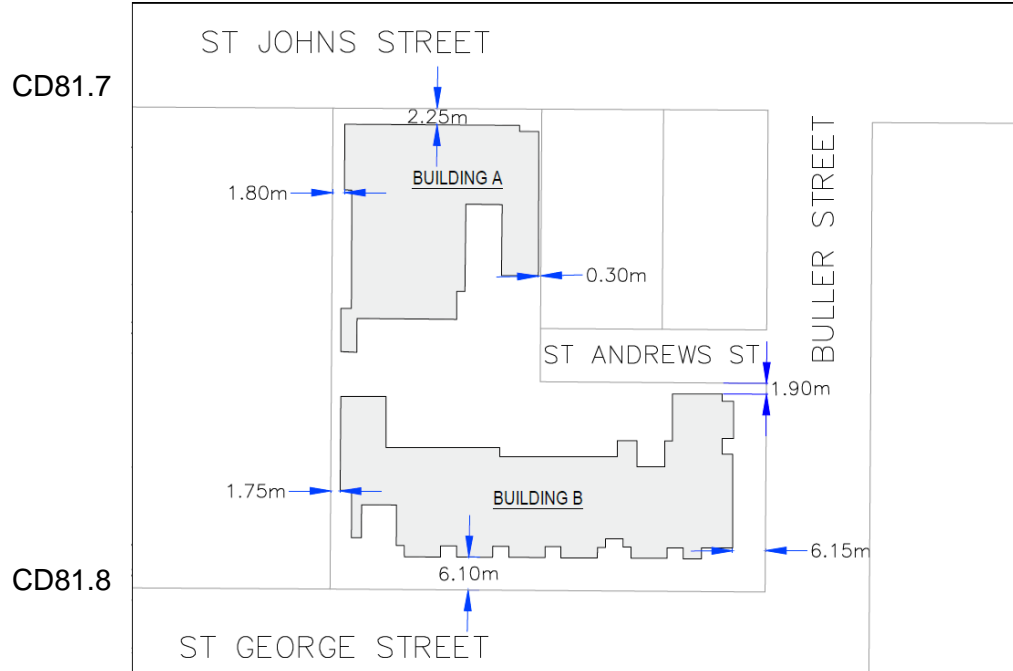 ST JOHNS STREET
CD81.7
2.25m
BUILDING A
1.80m
BULLER STREET
0.30m
ST ANDREWS ST
1.90m
1.75m
BUILDING B
6.15m
6.10m
CD81.8
ST GEORGE STREET